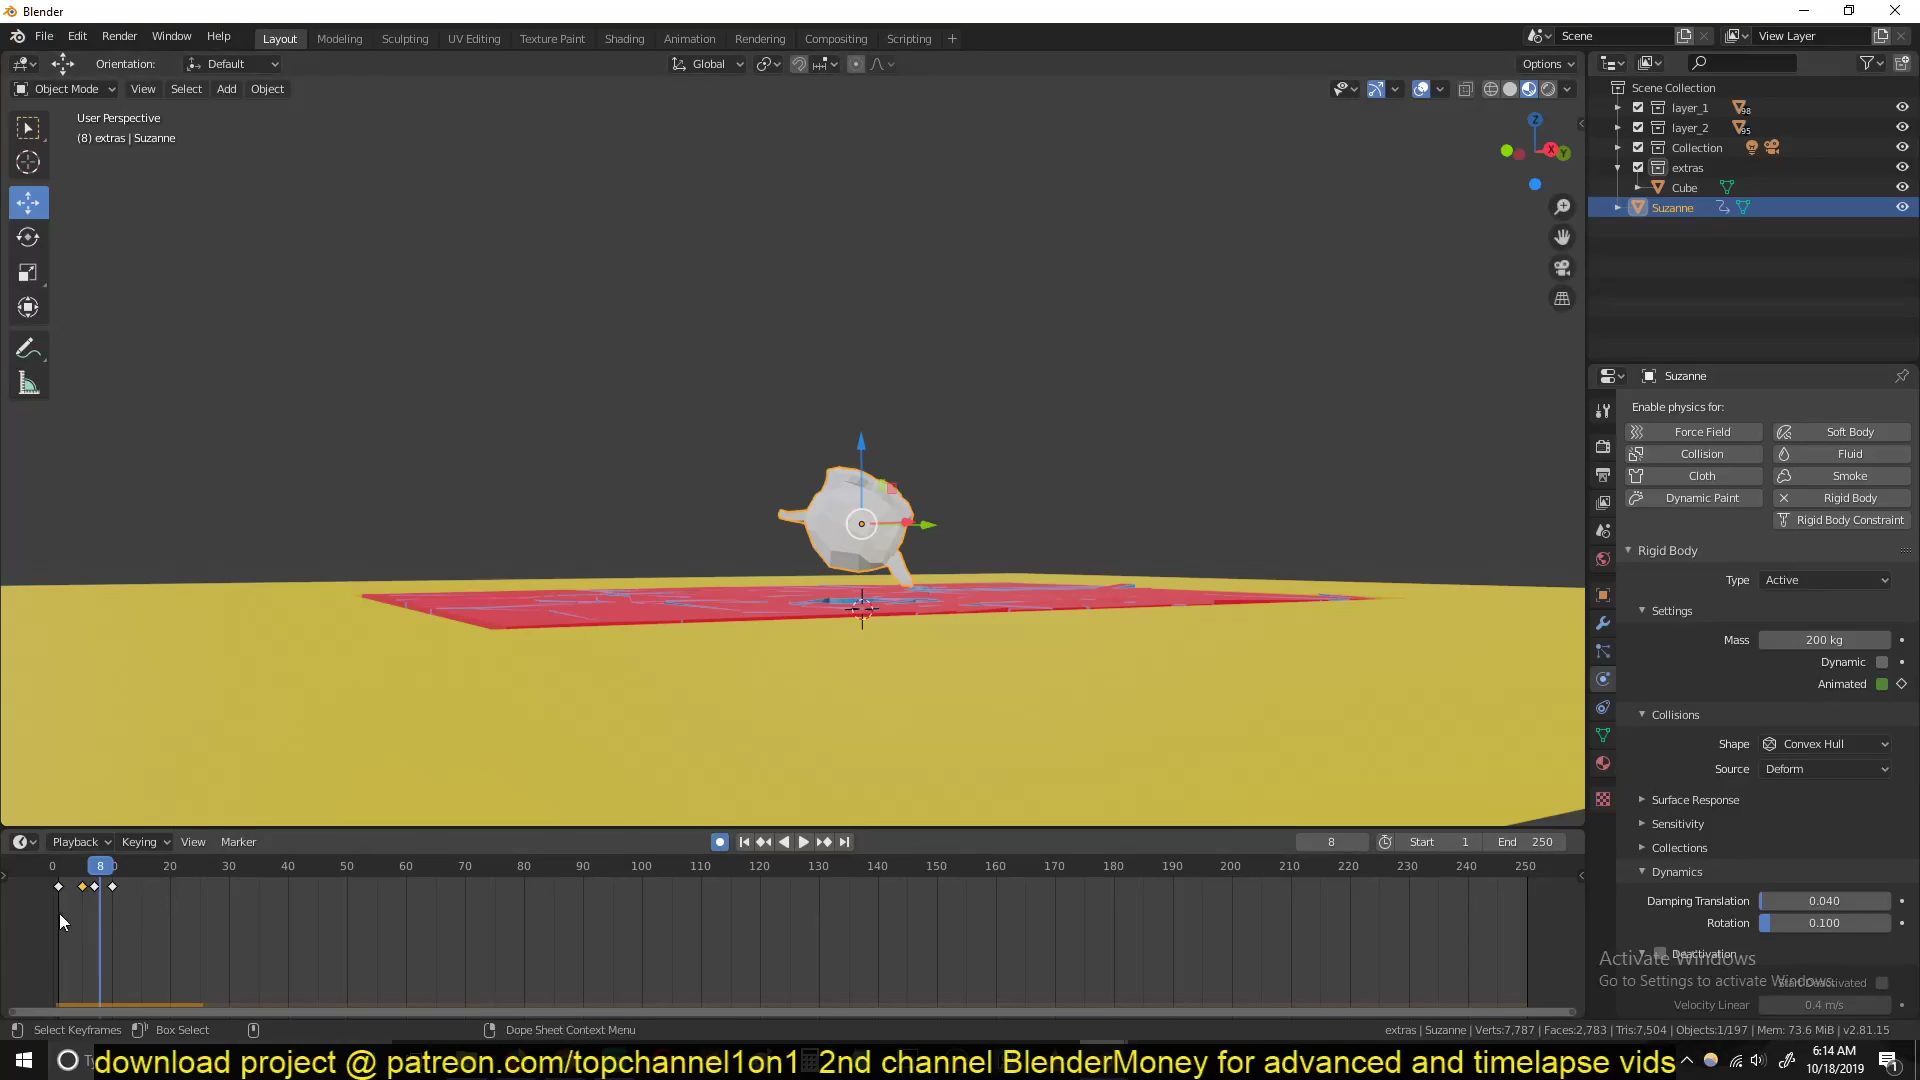 Blender
File Edit Render Window Help
Layout Modeling Sculpting UV Editing Texture Paint Shading Animation Rendering Compositing Scripting +
Scene View Layer
Orientation: Default Global Options
Object Mode View Select Add Object
User Perspective
(8) extras | Suzanne
Z X Y
Scene Collection
layer_1 98
layer_2 95
Collection
extras
Cube
Suzanne
Suzanne
Enable physics for:
Force Field Soft Body
Collision Fluid
Cloth Smoke
Dynamic Paint Rigid Body
Rigid Body Constraint
Rigid Body
Type Active
Settings
Mass 200 kg
Dynamic
Animated
Collisions
Shape Convex Hull
Source Deform
Surface Response
Sensitivity
Collections
Dynamics
Damping Translation 0.040
Rotation 0.100
Deactivation
Start Deactivated
Velocity Linear 0.4 m/s
Activate Windows
Go to Settings to activate Windows.
Playback Keying View Marker 8 Start 1 End 250
0 8 20 30 40 50 60 70 80 90 100 110 120 130 140 150 160 170 180 190 200 210 220 230 240 250
Select Keyframes Box Select Dope Sheet Context Menu
extras | Suzanne | Verts:7,787 | Faces:2,783 | Tris:7,504 | Objects:1/197 | Mem: 73.6 MiB | v2.81.15
download project @ patreon.com/topchannel1on1 2nd channel BlenderMoney for advanced and timelapse vids
6:14 AM
10/18/2019
1